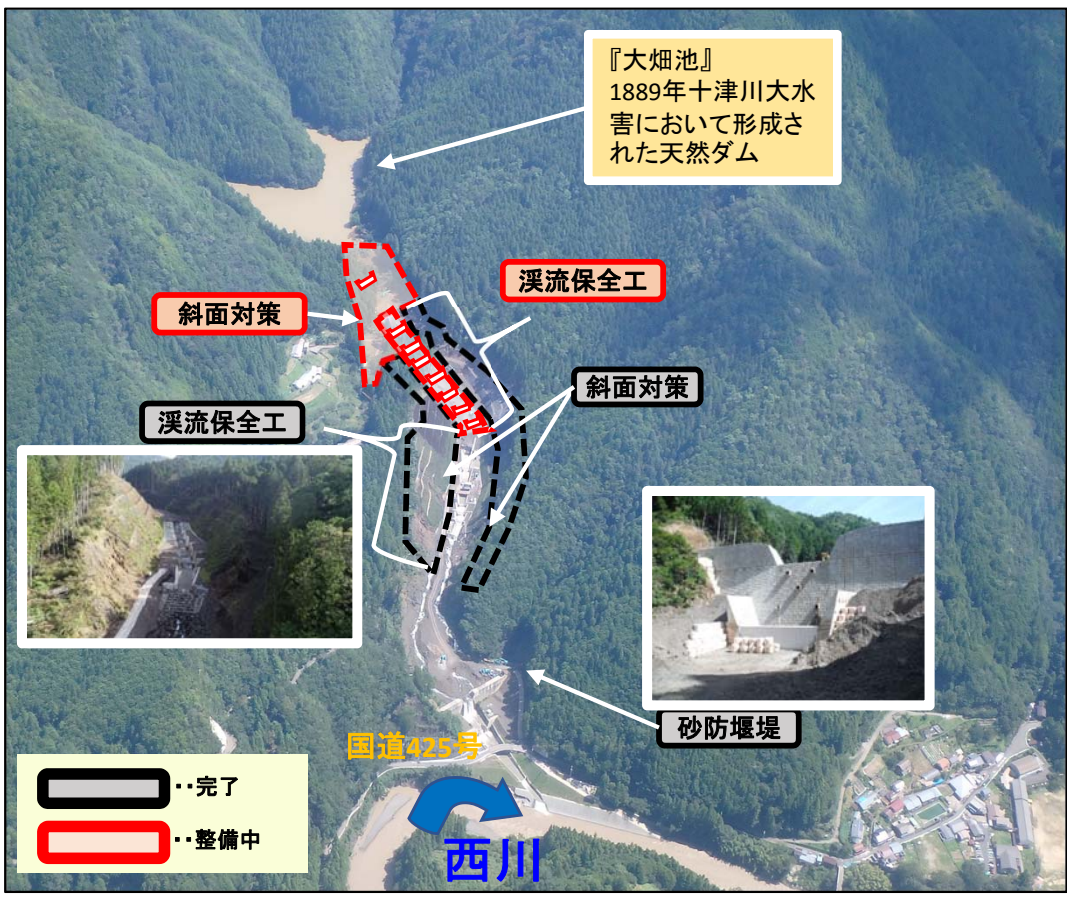 『大畑池』
1889年十津川大水
害において形成さ
れた天然ダム
渓流保全工
斜面対策
斜面対策
渓流保全工
砂防堰堤
国道425号
西川
‥完了
‥整備中